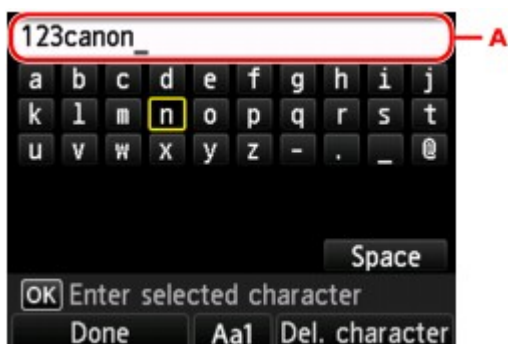 123canon_
A
a b c d e f g h i j
k l m n o p q r s t
u v w x y z - . _ @
Space
OK Enter selected character
Done Aa1 Del. character